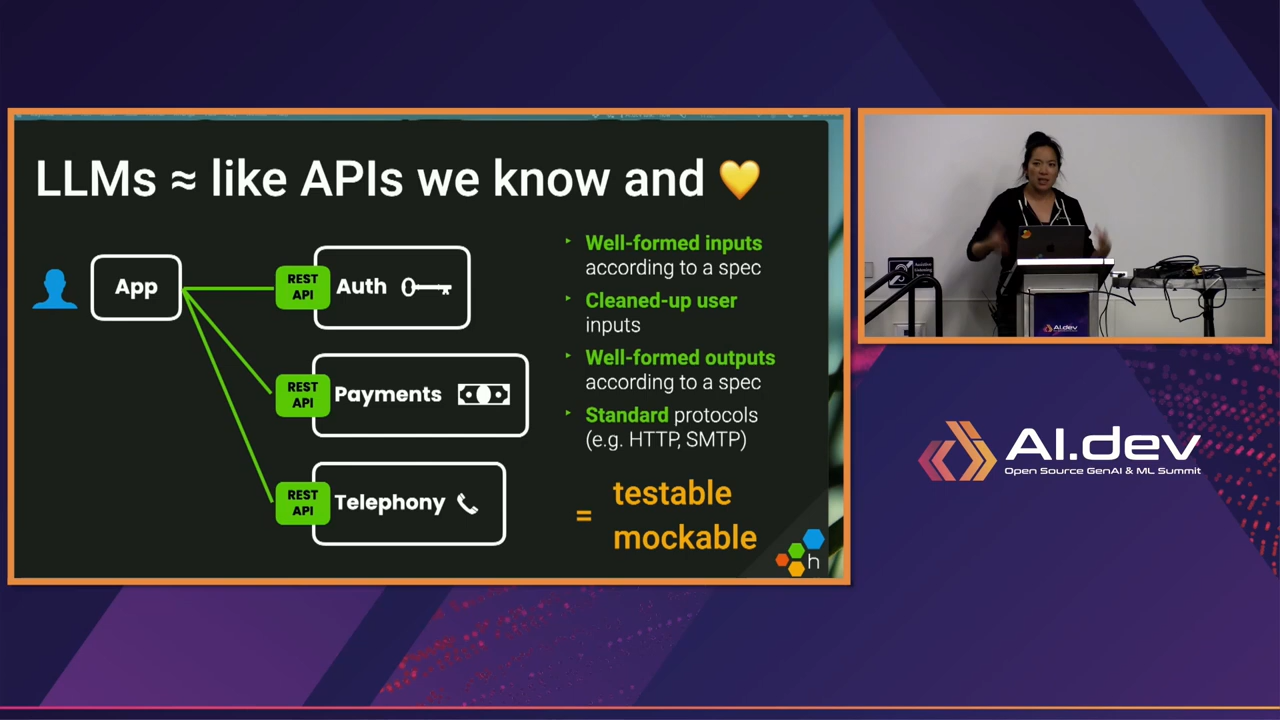 LLMs ≈ like APIs we know and 💛
App
REST
API
Auth
REST
API
Payments
REST
API
Telephony
‣ Well-formed inputs
according to a spec
‣ Cleaned-up user
inputs
‣ Well-formed outputs
according to a spec
‣ Standard protocols
(e.g. HTTP, SMTP)
= testable
mockable
h
AI.dev
AI.dev
Open Source GenAI & ML Summit